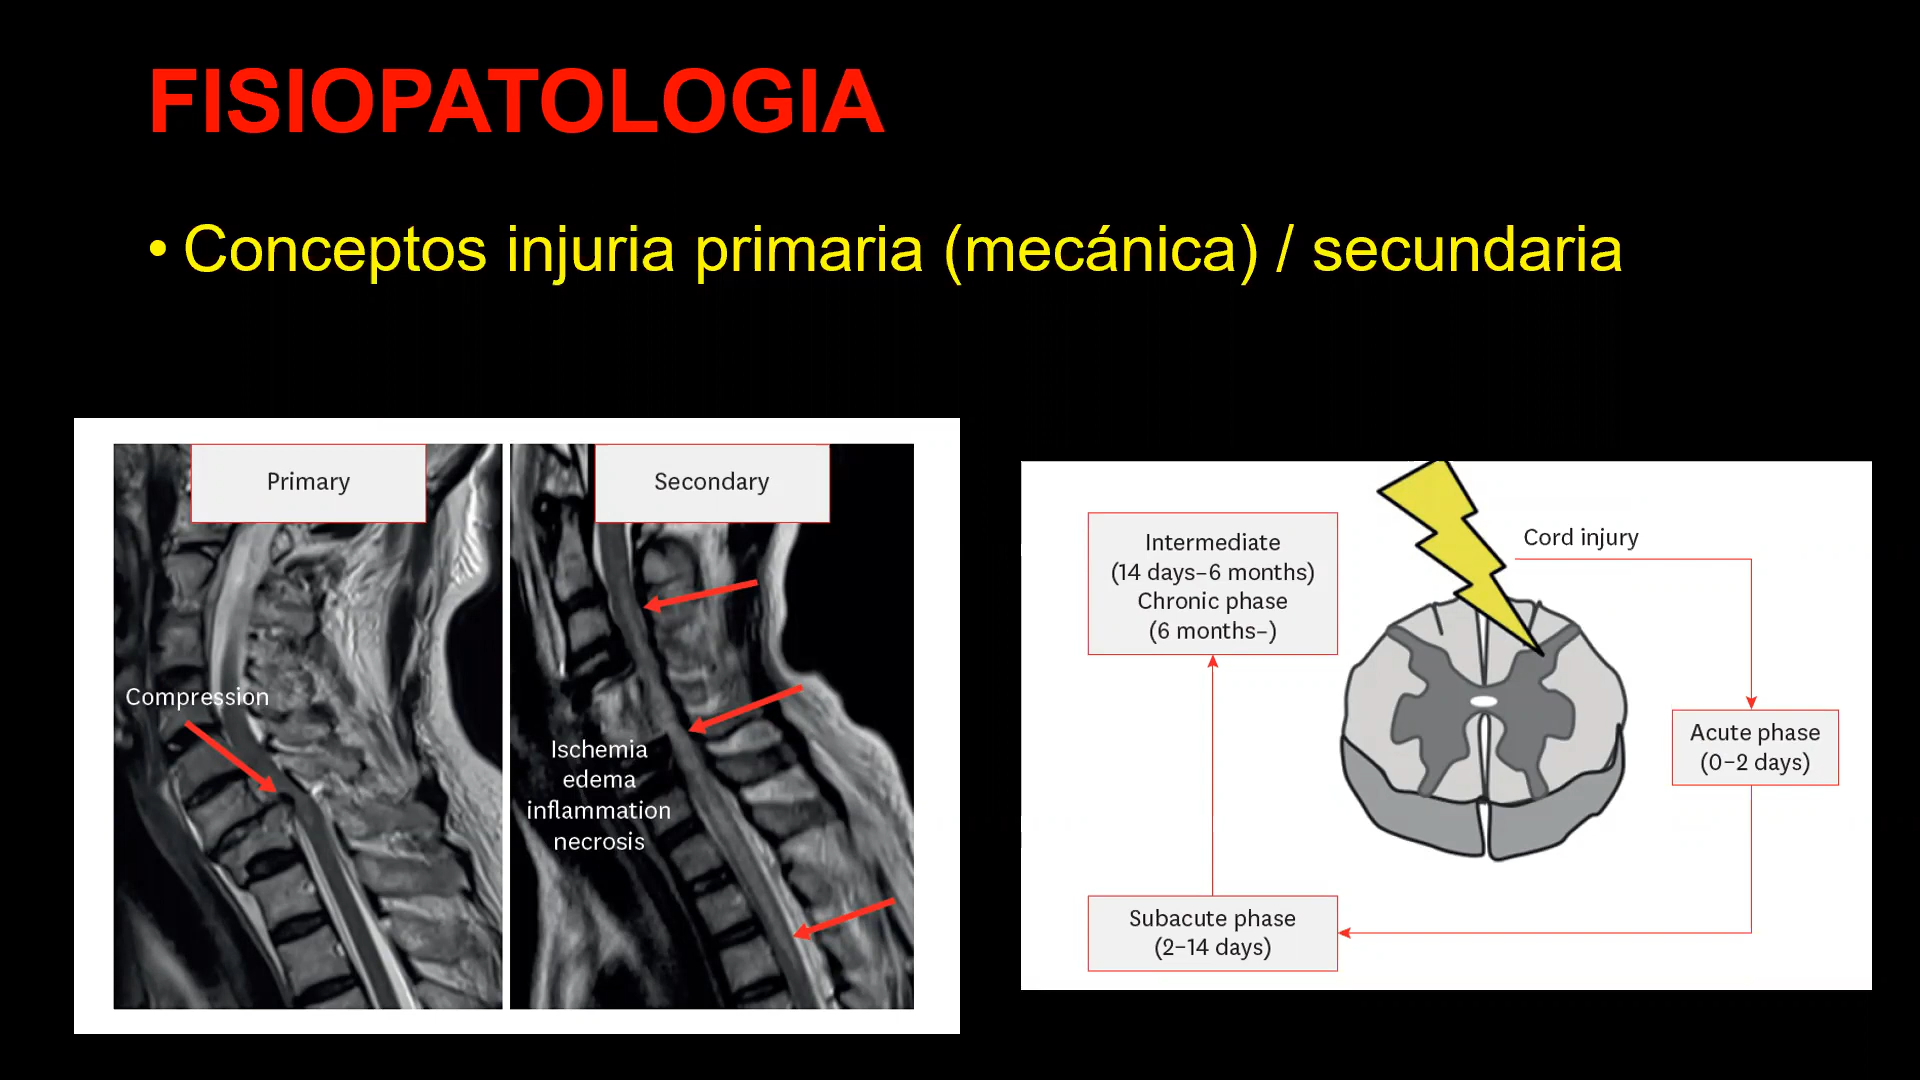 FISIOPATOLOGIA
• Conceptos injuria primaria (mecánica) / secundaria
Primary
Compression
Secondary
Ischemia
edema
inflammation
necrosis
Cord injury
Acute phase
(0–2 days)
Subacute phase
(2–14 days)
Intermediate
(14 days–6 months)
Chronic phase
(6 months–)